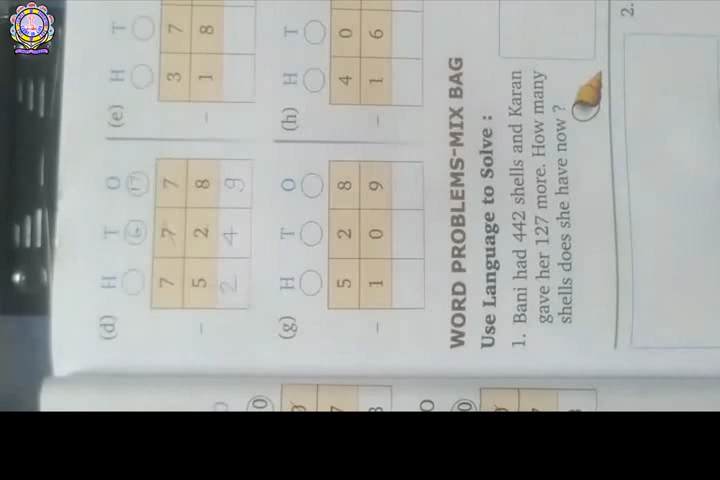 (d) H T O
6 17
7 7 7
- 5 2 8
2 4 9
(e) H T
3 7
- 1 8
(g) H T O
5 2 8
- 1 0 9
(h) H T
4 0
- 1 6
WORD PROBLEMS-MIX BAG
Use Language to Solve :
1. Bani had 442 shells and Karan
gave her 127 more. How many
shells does she have now ?
2.